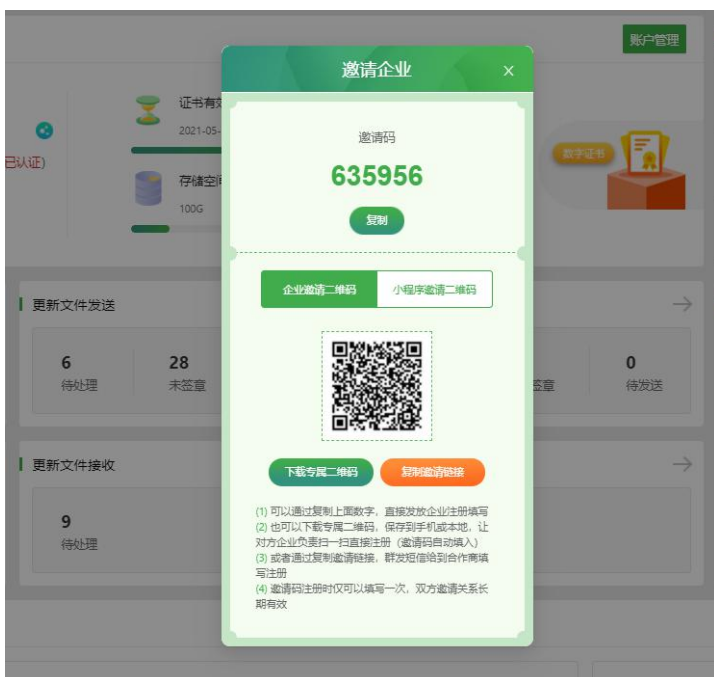 账户管理
邀请企业
×
证书有效
2021-05-
已认证)
数字证书
存储空间
100G
邀请码
635956
复制
企业邀请二维码 小程序邀请二维码
更新文件发送
6 28 0
待处理 未签章 签章 待发送
下载专属二维码 复制邀请链接
更新文件接收
9
待处理
(1) 可以通过复制上面数字，直接发放企业注册填写
(2) 也可以下载专属二维码，保存到手机或本地，让
对方企业负责扫一扫直接注册（邀请码自动填入）
(3) 或者通过复制邀请链接，群发短信给到合作商填
写注册
(4) 邀请码注册时仅可以填写一次，双方邀请关系长
期有效